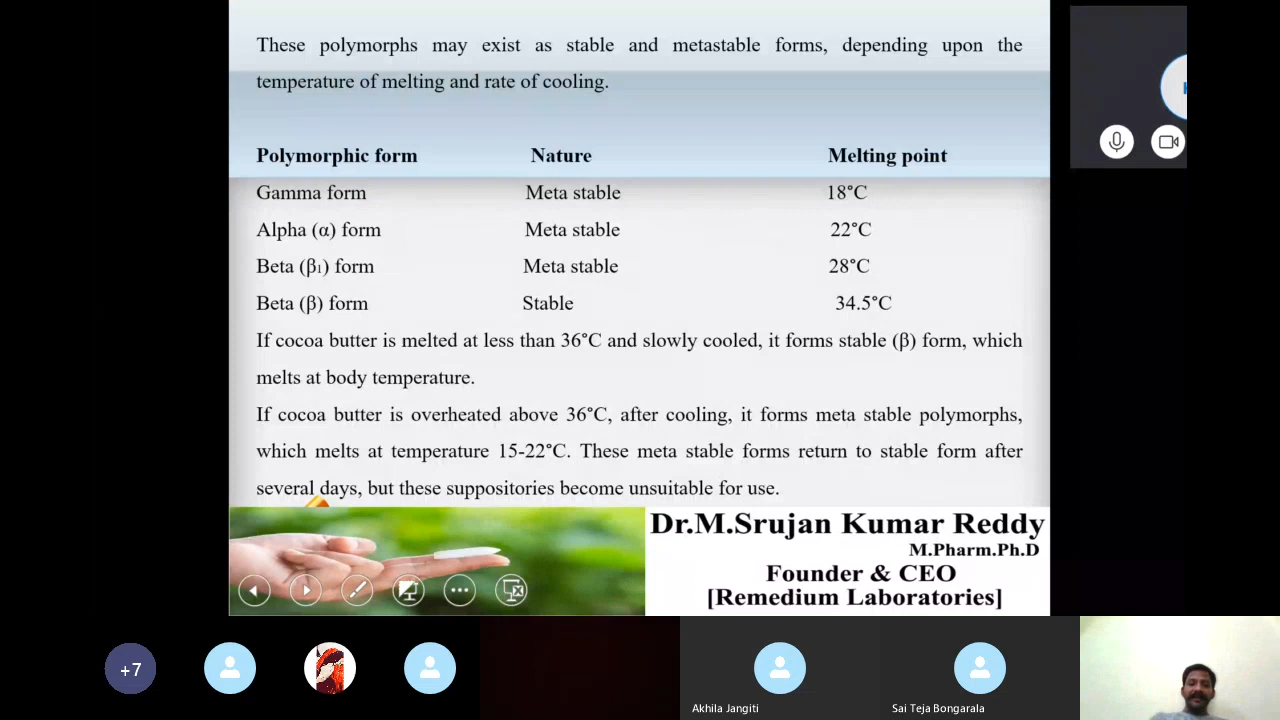 These polymorphs may exist as stable and metastable forms, depending upon the
temperature of melting and rate of cooling.
Polymorphic form Nature Melting point
Gamma form Meta stable 18°C
Alpha (α) form Meta stable 22°C
Beta (β1) form Meta stable 28°C
Beta (β) form Stable 34.5°C
If cocoa butter is melted at less than 36°C and slowly cooled, it forms stable (β) form, which
melts at body temperature.
If cocoa butter is overheated above 36°C, after cooling, it forms meta stable polymorphs,
which melts at temperature 15-22°C. These meta stable forms return to stable form after
several days, but these suppositories become unsuitable for use.
Dr.M.Srujan Kumar Reddy
M.Pharm.Ph.D
Founder & CEO
[Remedium Laboratories]
+7
Akhila Jangiti
Sai Teja Bongarala